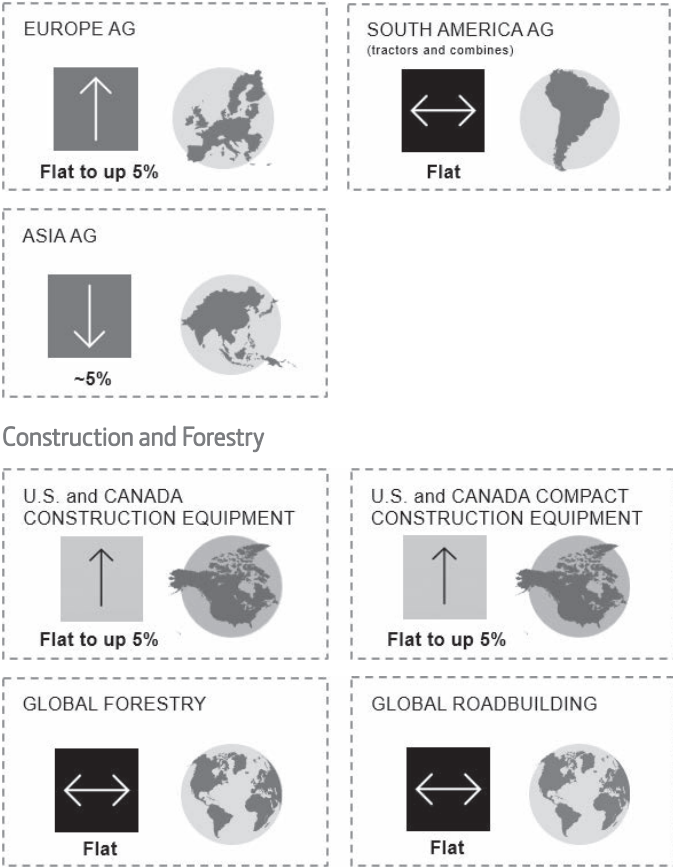 EUROPE AG
Flat to up 5%
SOUTH AMERICA AG
(tractors and combines)
Flat
ASIA AG
~5%
Construction and Forestry
U.S. and CANADA
CONSTRUCTION EQUIPMENT
Flat to up 5%
U.S. and CANADA COMPACT
CONSTRUCTION EQUIPMENT
Flat to up 5%
GLOBAL FORESTRY
Flat
GLOBAL ROADBUILDING
Flat